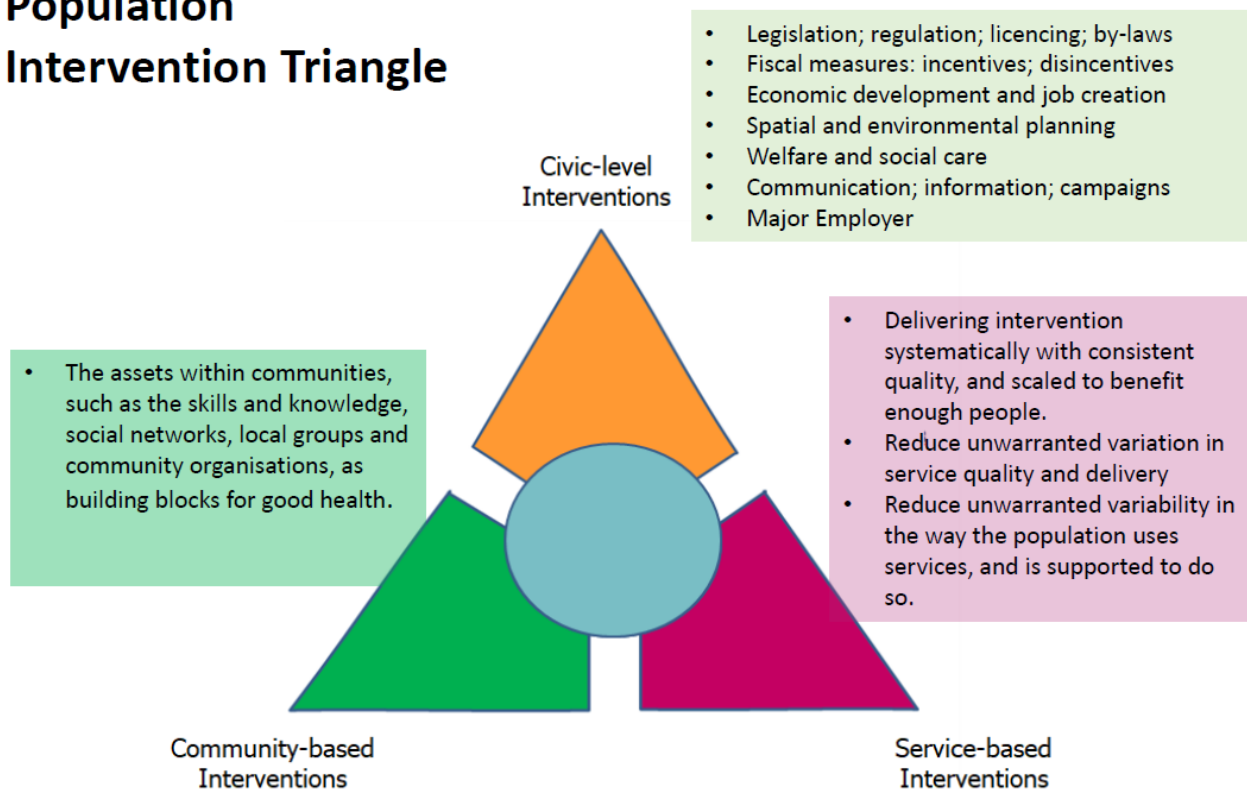 Population
Intervention Triangle
• Legislation; regulation; licencing; by-laws
• Fiscal measures: incentives; disincentives
• Economic development and job creation
• Spatial and environmental planning
• Welfare and social care
• Communication; information; campaigns
• Major Employer
Civic-level
Interventions
• The assets within communities,
such as the skills and knowledge,
social networks, local groups and
community organisations, as
building blocks for good health.
• Delivering intervention
systematically with consistent
quality, and scaled to benefit
enough people.
• Reduce unwarranted variation in
service quality and delivery
• Reduce unwarranted variability in
the way the population uses
services, and is supported to do
so.
Community-based
Interventions
Service-based
Interventions